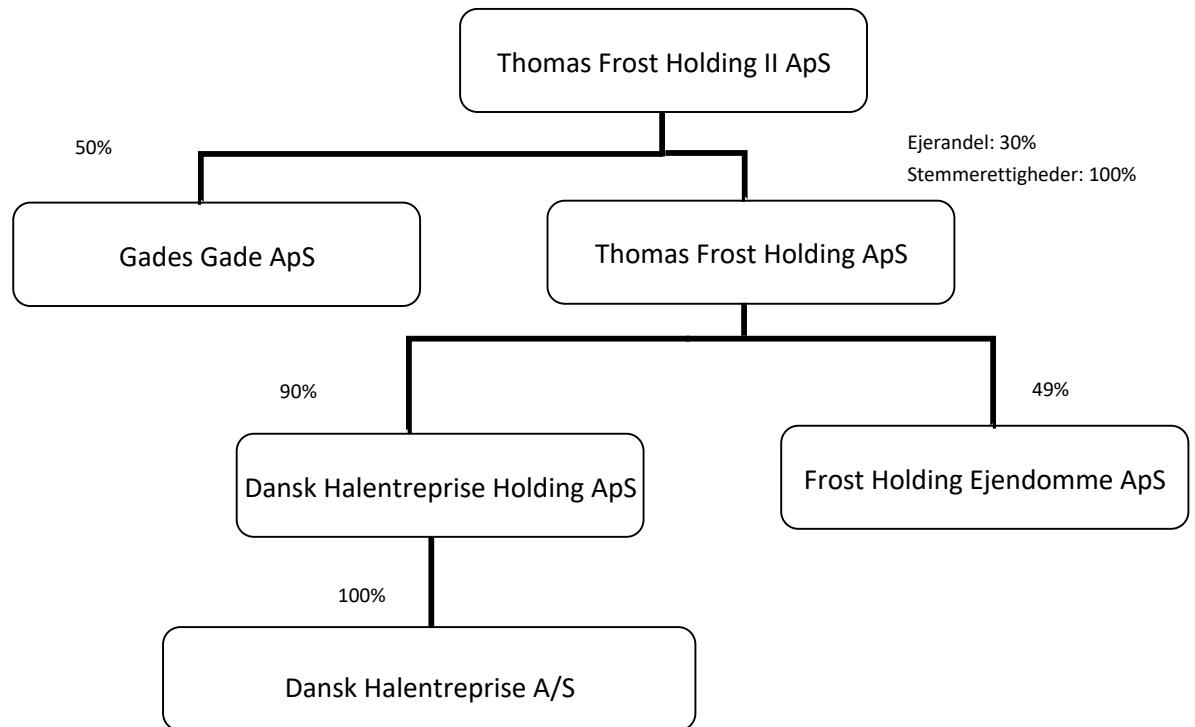 Thomas Frost Holding II ApS
50%
Ejerandel: 30%
Stemmerettigheder: 100%
Gades Gade ApS
Thomas Frost Holding ApS
90%
49%
Dansk Halentreprise Holding ApS
Frost Holding Ejendomme ApS
100%
Dansk Halentreprise A/S